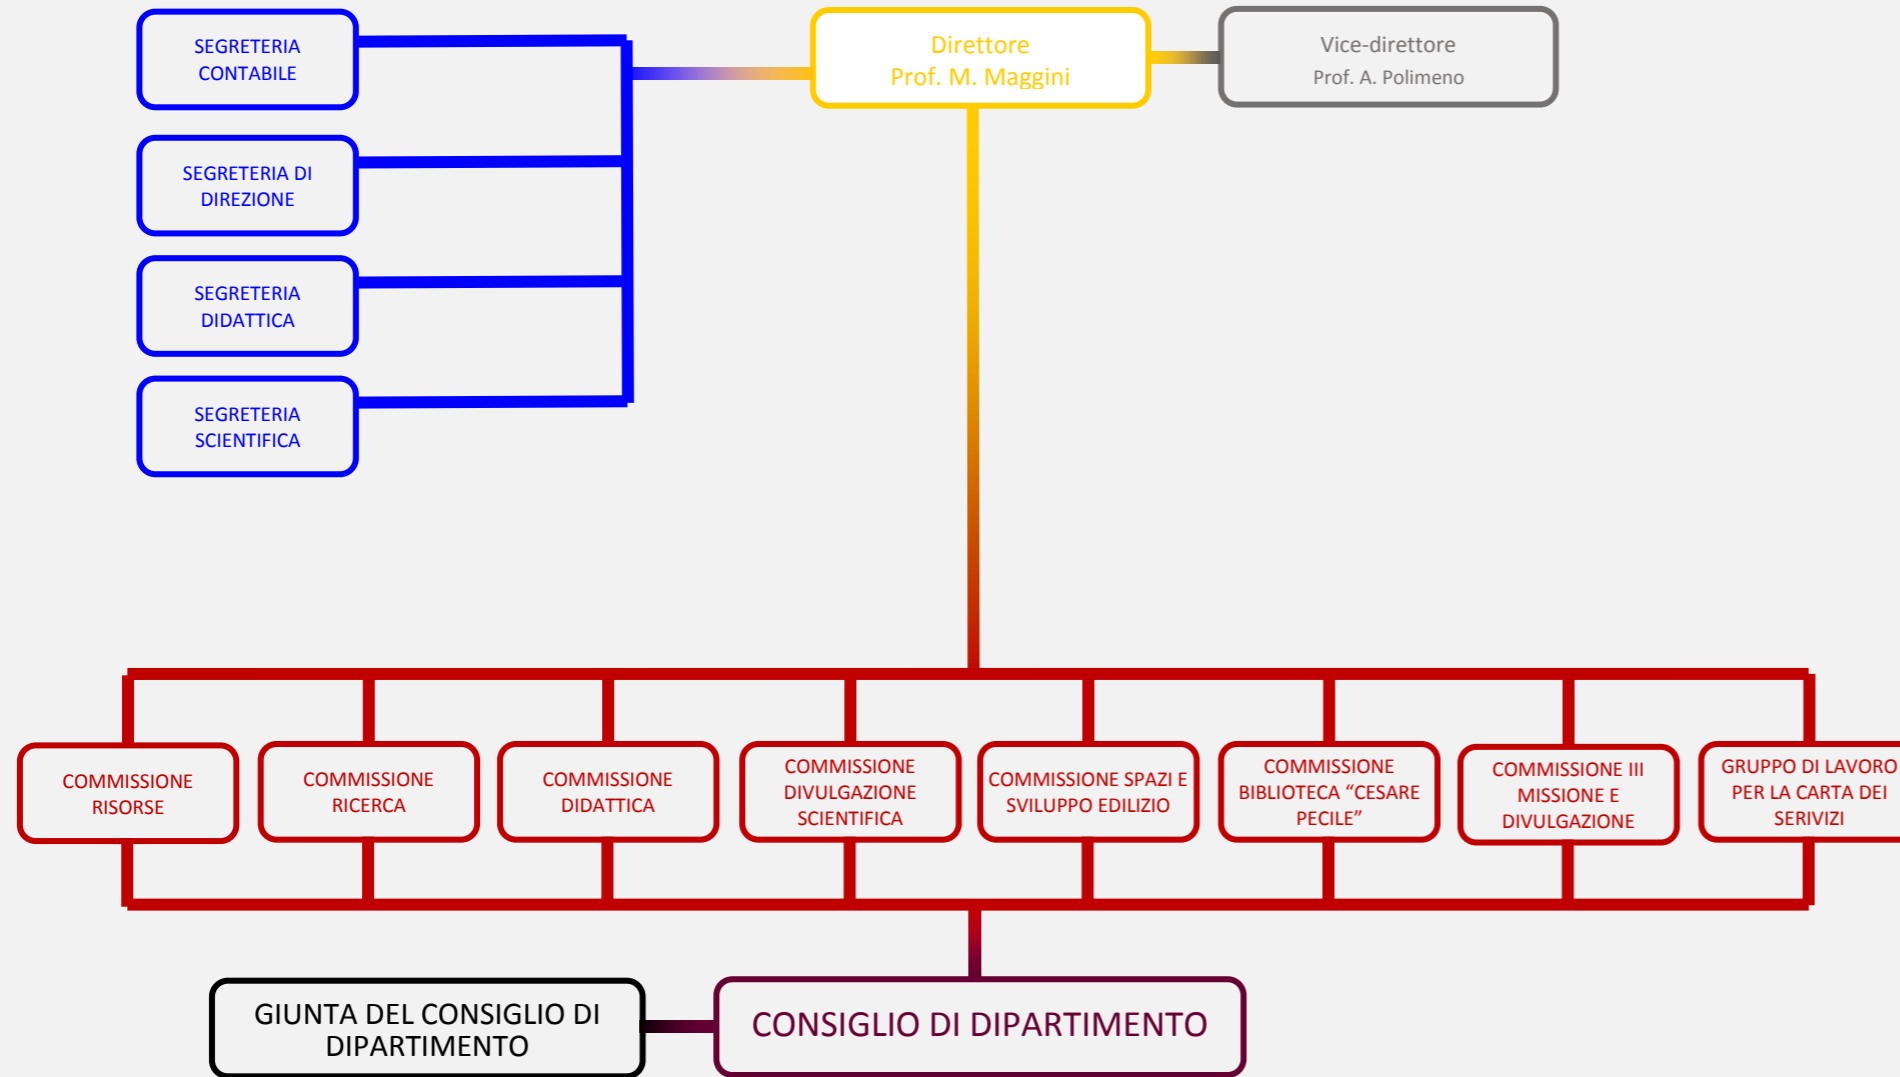 SEGRETERIA
CONTABILE
Direttore
Prof. M. Maggini
Vice-direttore
Prof. A. Polimeno
SEGRETERIA DI
DIREZIONE
SEGRETERIA
DIDATTICA
SEGRETERIA
SCIENTIFICA
COMMISSIONE
RISORSE
COMMISSIONE
RICERCA
COMMISSIONE
DIDATTICA
COMMISSIONE
DIVULGAZIONE
SCIENTIFICA
COMMISSIONE SPAZI E
SVILUPPO EDILIZIO
COMMISSIONE
BIBLIOTECA “CESARE
PECILE”
COMMISSIONE III
MISSIONE E
DIVULGAZIONE
GRUPPO DI LAVORO
PER LA CARTA DEI
SERIVIZI
GIUNTA DEL CONSIGLIO DI
DIPARTIMENTO
CONSIGLIO DI DIPARTIMENTO